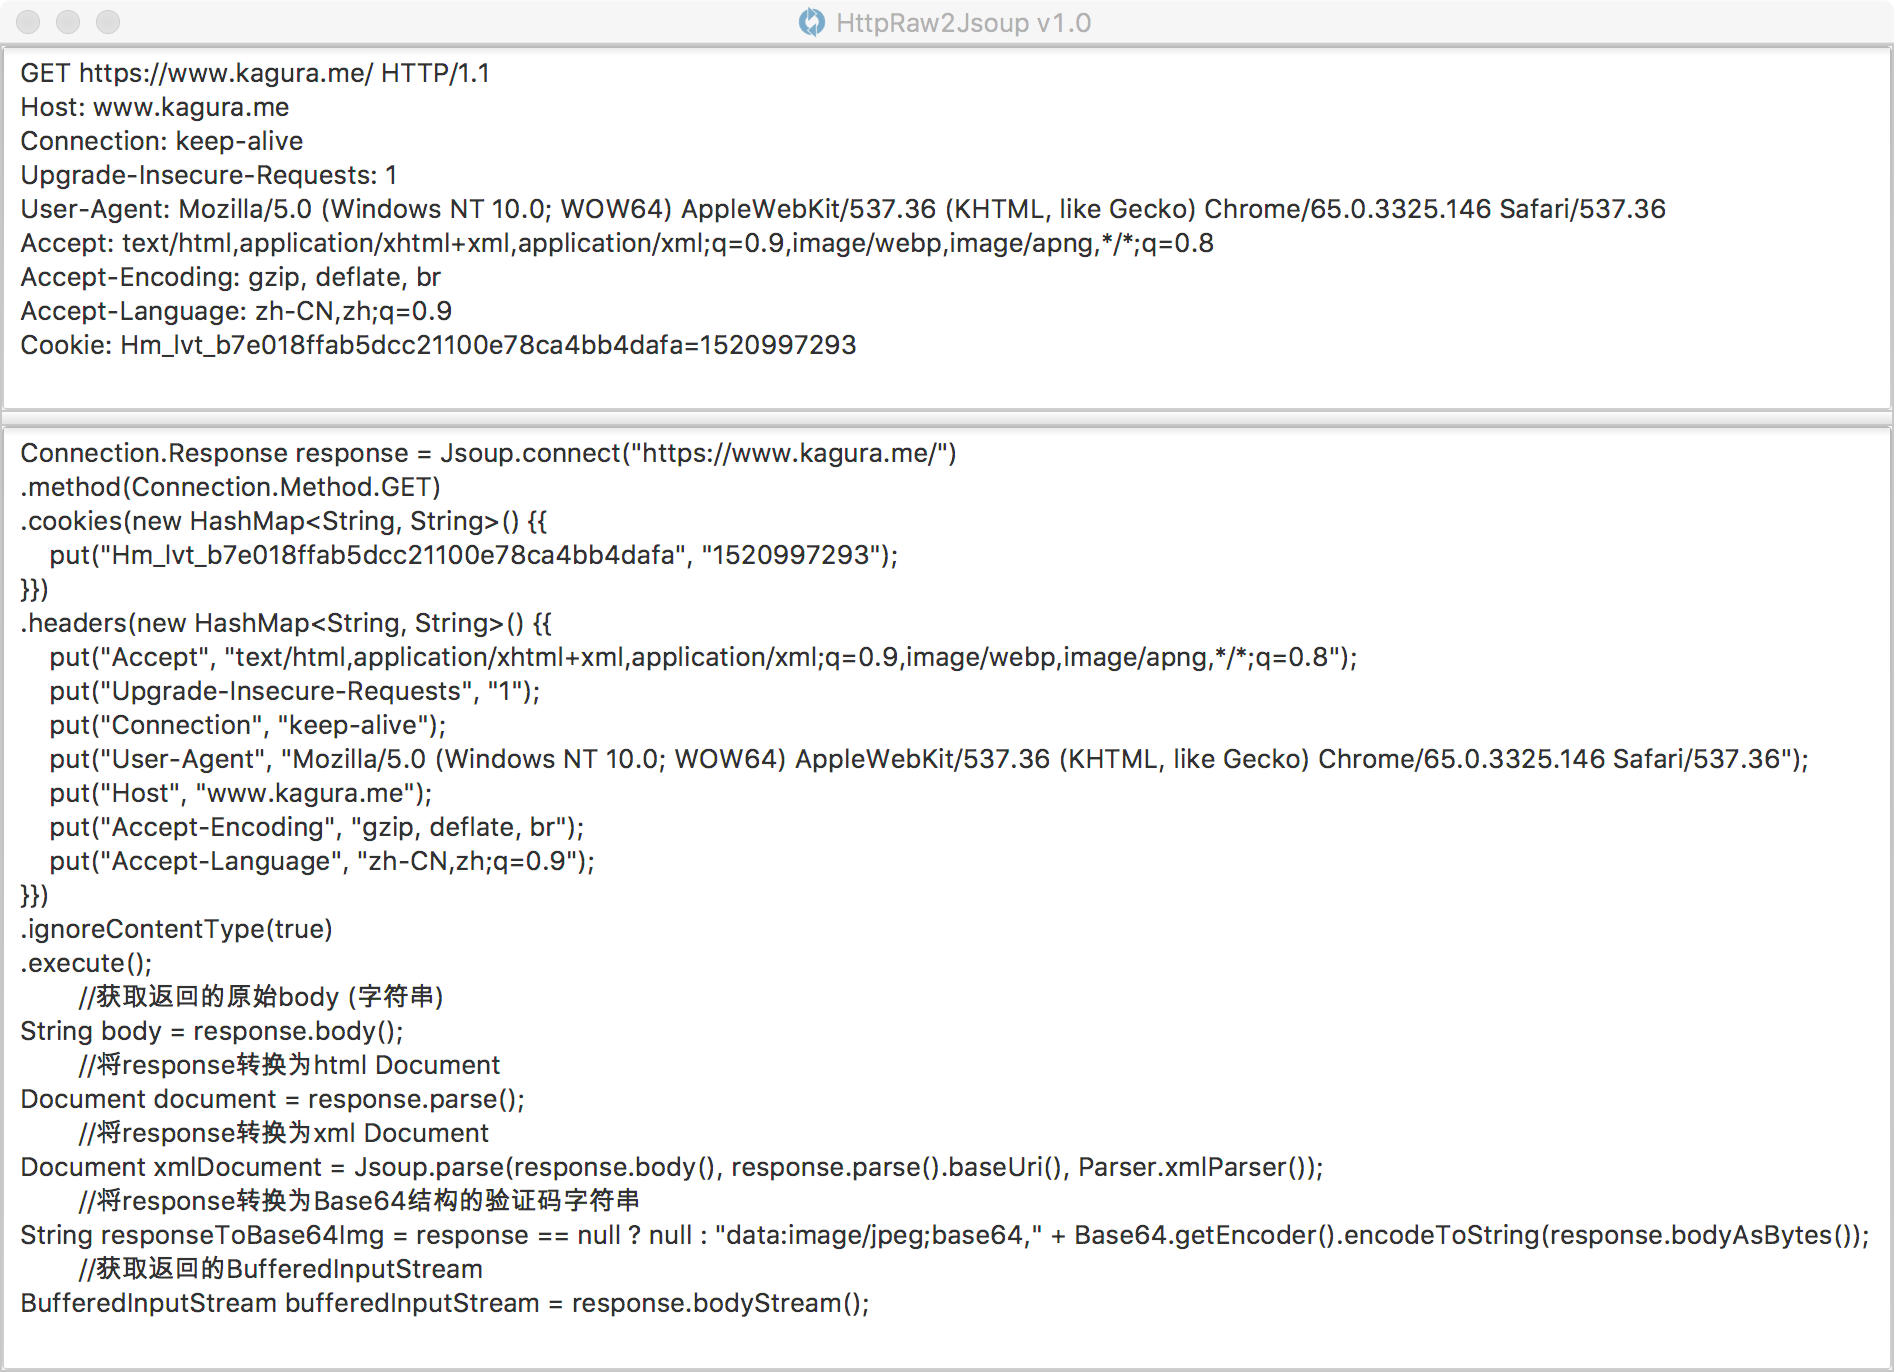 HttpRaw2Jsoup v1.0
GET https://www.kagura.me/ HTTP/1.1
Host: www.kagura.me
Connection: keep-alive
Upgrade-Insecure-Requests: 1
User-Agent: Mozilla/5.0 (Windows NT 10.0; WOW64) AppleWebKit/537.36 (KHTML, like Gecko) Chrome/65.0.3325.146 Safari/537.36
Accept: text/html,application/xhtml+xml,application/xml;q=0.9,image/webp,image/apng,*/*;q=0.8
Accept-Encoding: gzip, deflate, br
Accept-Language: zh-CN,zh;q=0.9
Cookie: Hm_lvt_b7e018ffab5dcc21100e78ca4bb4dafa=1520997293
Connection.Response response = Jsoup.connect("https://www.kagura.me/")
.method(Connection.Method.GET)
.cookies(new HashMap<String, String>() {{
    put("Hm_lvt_b7e018ffab5dcc21100e78ca4bb4dafa", "1520997293");
}})
.headers(new HashMap<String, String>() {{
    put("Accept", "text/html,application/xhtml+xml,application/xml;q=0.9,image/webp,image/apng,*/*;q=0.8");
    put("Upgrade-Insecure-Requests", "1");
    put("Connection", "keep-alive");
    put("User-Agent", "Mozilla/5.0 (Windows NT 10.0; WOW64) AppleWebKit/537.36 (KHTML, like Gecko) Chrome/65.0.3325.146 Safari/537.36");
    put("Host", "www.kagura.me");
    put("Accept-Encoding", "gzip, deflate, br");
    put("Accept-Language", "zh-CN,zh;q=0.9");
}})
.ignoreContentType(true)
.execute();
        //获取返回的原始body (字符串)
String body = response.body();
        //将response转换为html Document
Document document = response.parse();
        //将response转换为xml Document
Document xmlDocument = Jsoup.parse(response.body(), response.parse().baseUri(), Parser.xmlParser());
        //将response转换为Base64结构的验证码字符串
String responseToBase64Img = response == null ? null : "data:image/jpeg;base64," + Base64.getEncoder().encodeToString(response.bodyAsBytes());
        //获取返回的BufferedInputStream
BufferedInputStream bufferedInputStream = response.bodyStream();